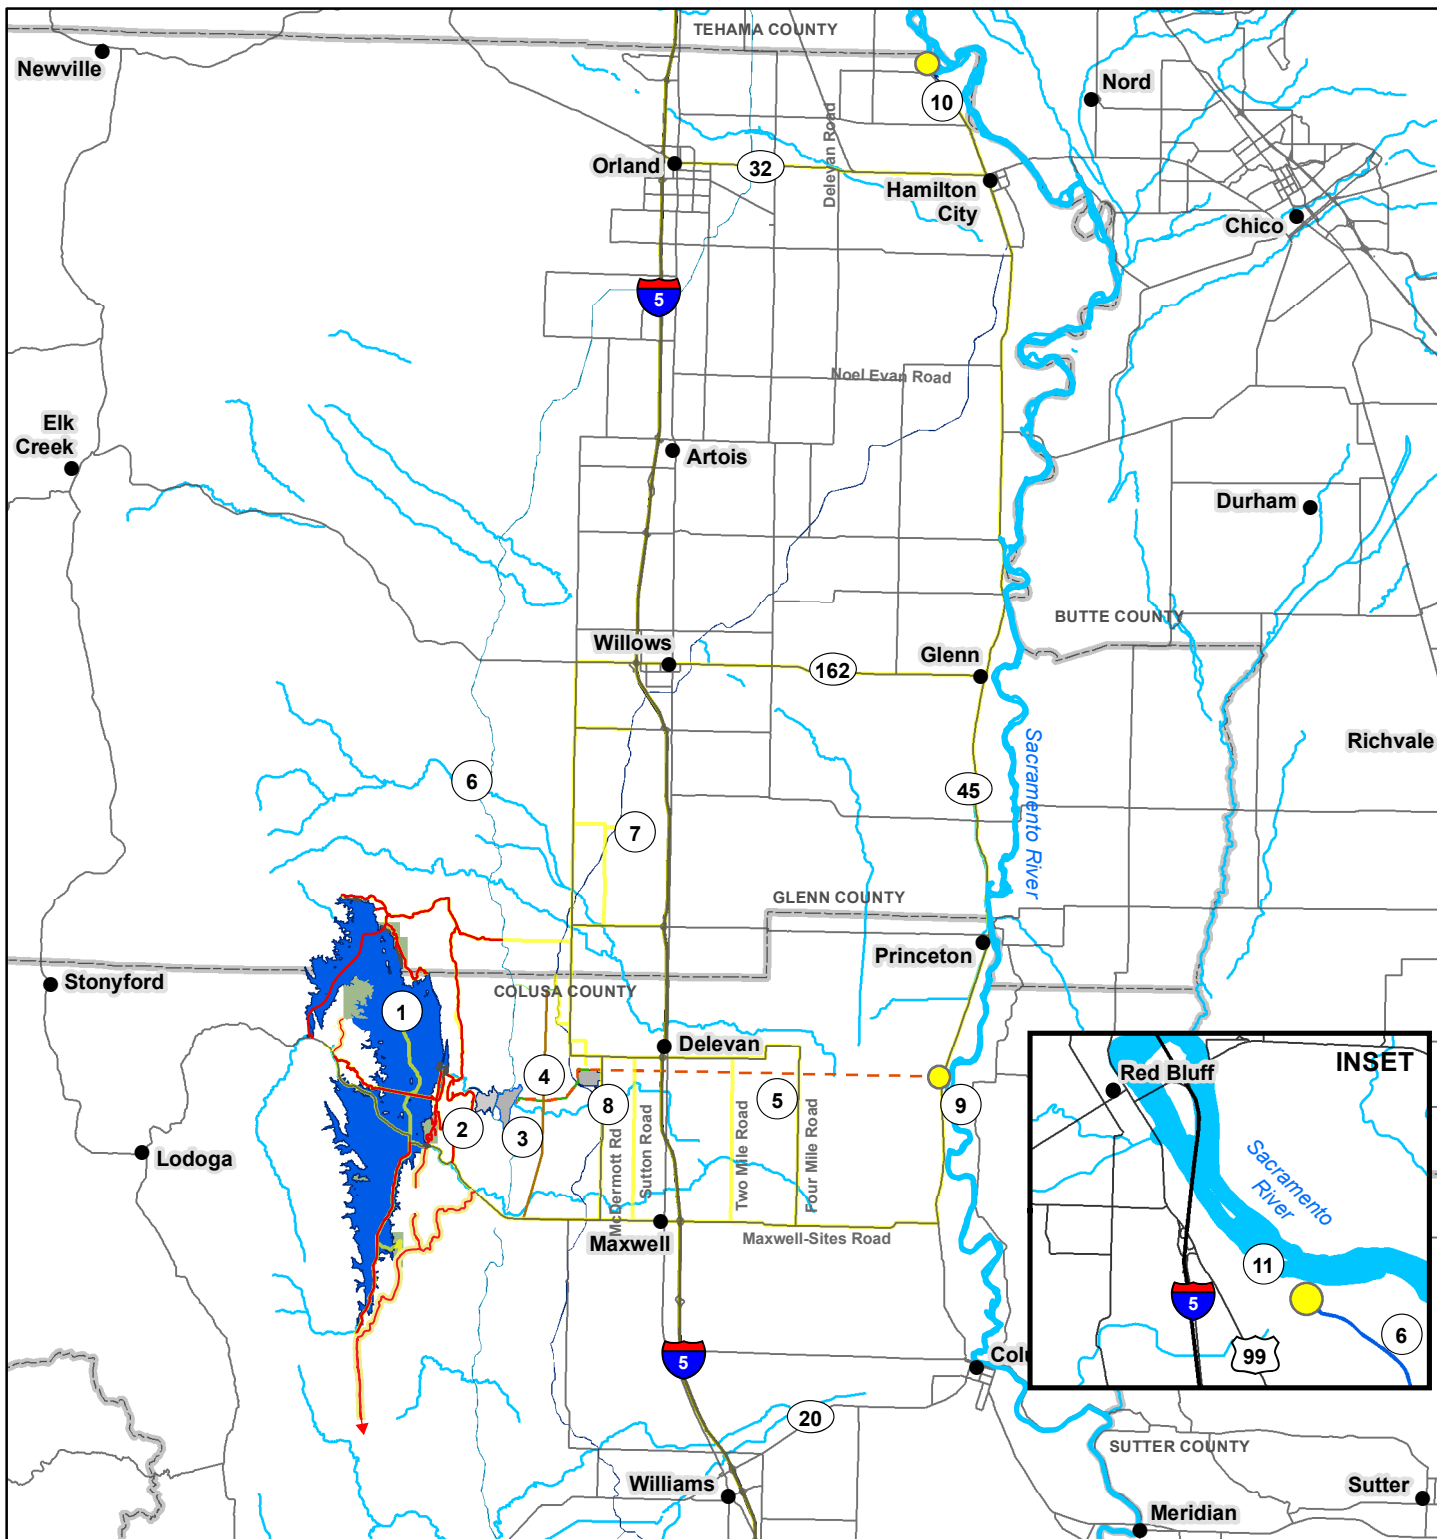 TEHAMA COUNTY
Newville
Nord
10
Delevan Road
Orland
32
Hamilton
City
Chico
5
Noel Evan Road
Elk
Creek
Artois
Durham
BUTTE COUNTY
Willows
162
Glenn
Sacramento River
Richvale
6
45
7
GLENN COUNTY
Princeton
Stonyford
COLUSA COUNTY
1
Delevan
4
5
9
8
2
3
McDermott Rd
Sutton Road
Two Mile Road
Four Mile Road
Lodoga
Maxwell
Maxwell-Sites Road
INSET
Red Bluff
Sacramento
River
11
5
99
6
5
Colu
20
SUTTER COUNTY
Williams
Sutter
Meridian